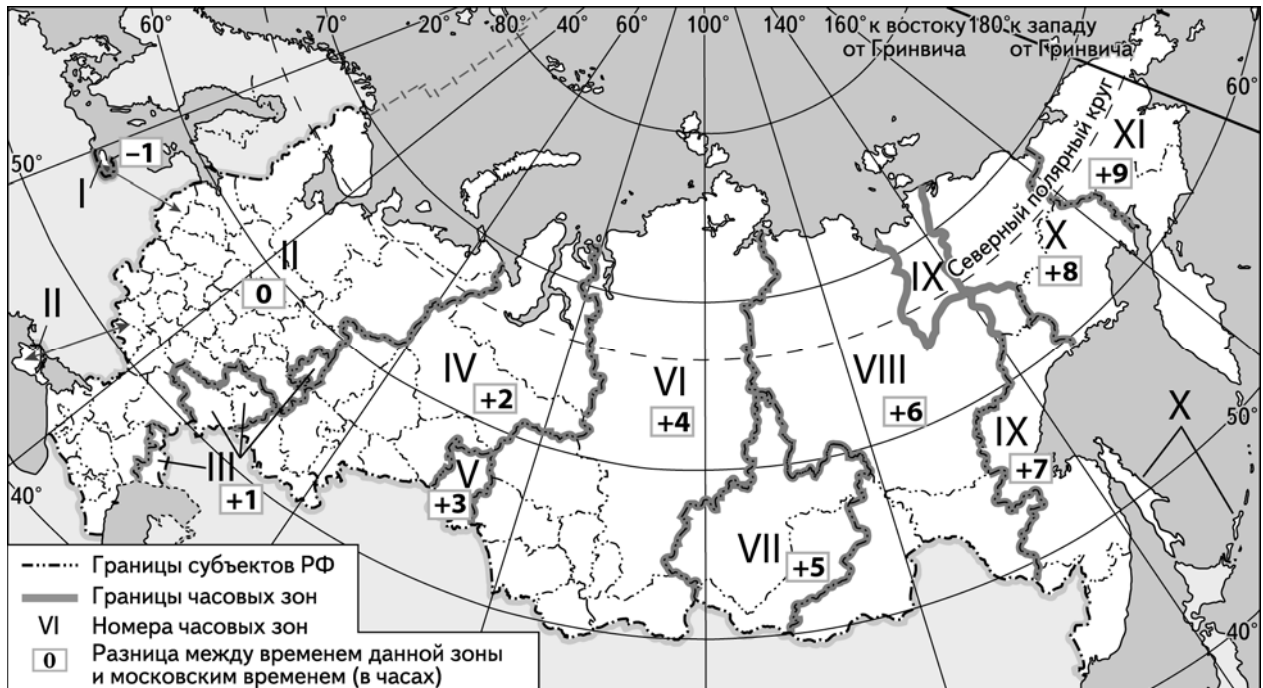 60° 70° 20° 80° 40° 60° 100° 140° 160° к востоку 180° к западу
от Гринвича от Гринвича
60°
Северный полярный круг
XI
+9
–1
50°
I
II
0
X
+8
IX
II
IV
+2
VI
+4
VIII
+6
X
50°
IX
+7
III
+1
V
+3
40°
VII
+5
40°
Границы субъектов РФ
Границы часовых зон
VI Номера часовых зон
0 Разница между временем данной зоны
и московским временем (в часах)